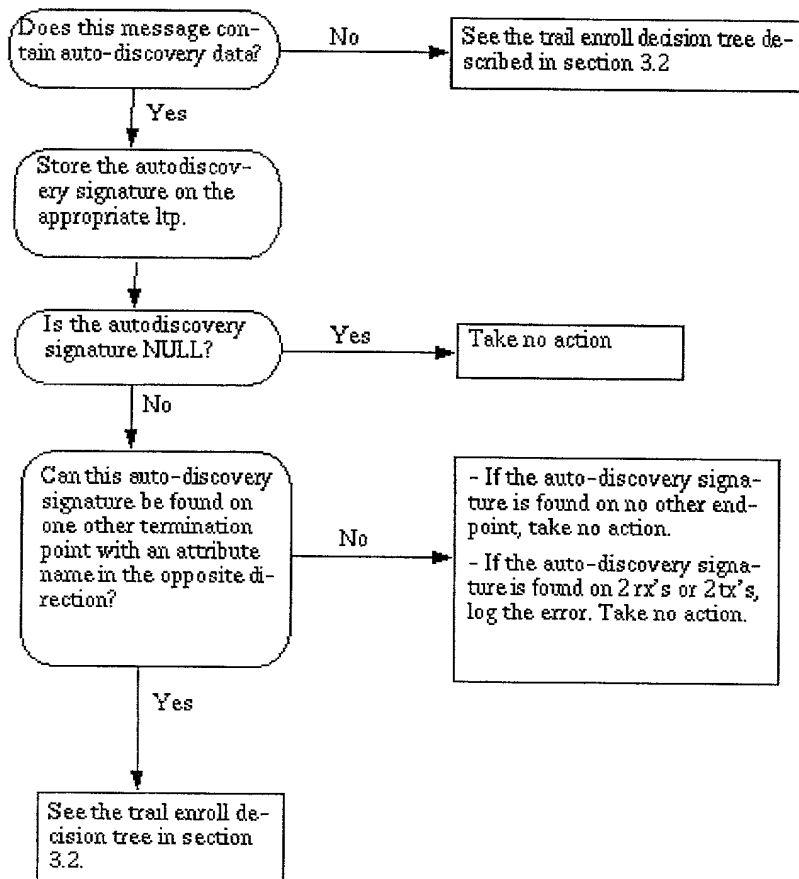 Does this message con-
tain auto-discovery data?
No
See the trail enroll decision tree de-
scribed in section 3.2
Yes
Store the autodiscov-
ery signature on the
appropriate ltp.
Is the autodiscovery
signature NULL?
Yes
Take no action
No
Can this auto-discovery
signature be found on
one other termination
point with an attribute
name in the opposite di-
rection?
No
- If the auto-discovery signa-
ture is found on no other end-
point, take no action.
- If the auto-discovery signa-
ture is found on 2 rx's or 2 tx's,
log the error. Take no action.
Yes
See the trail enroll de-
cision tree in section
3.2.